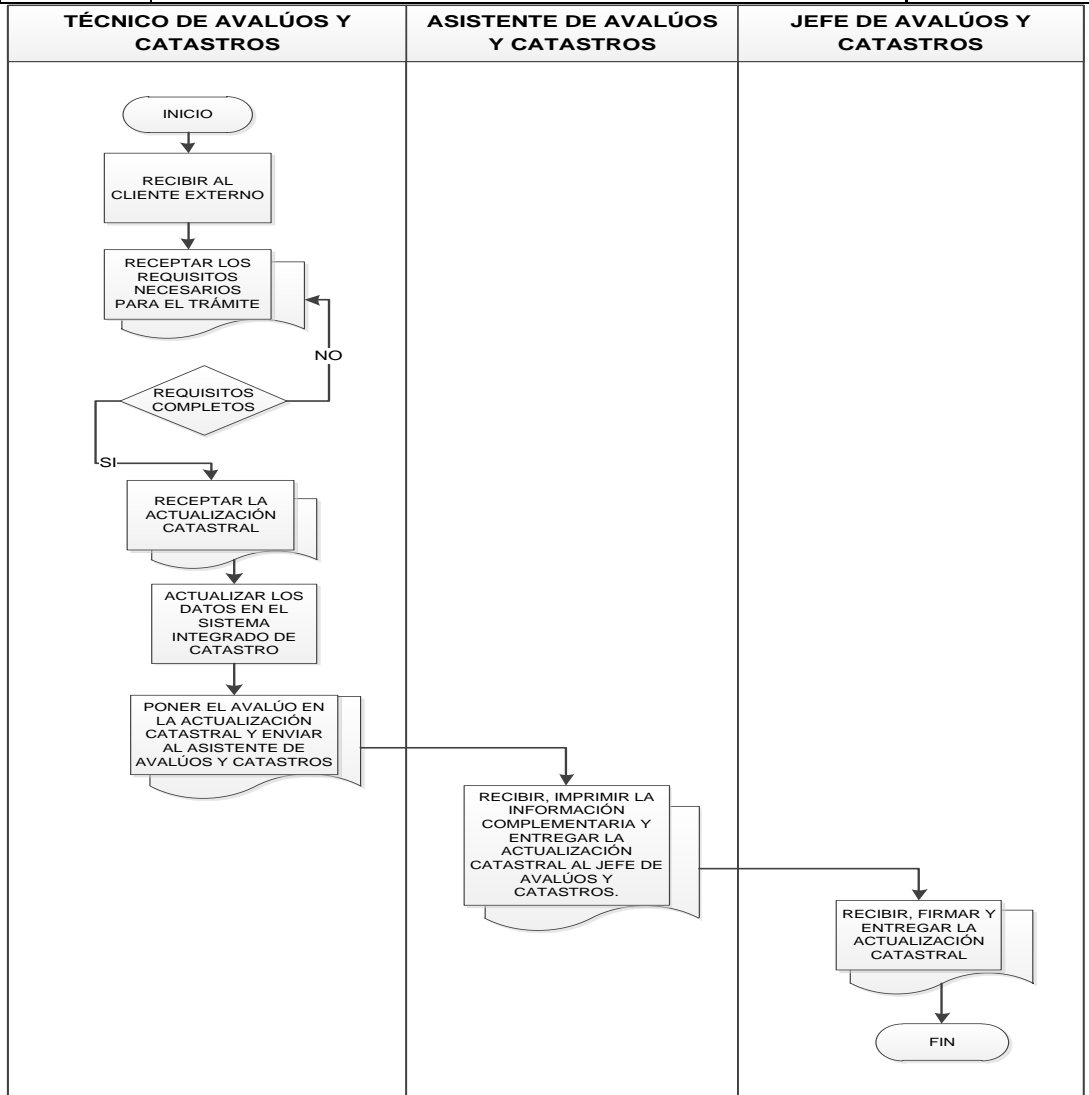 TÉCNICO DE AVALÚOS Y
CATASTROS
ASISTENTE DE AVALÚOS
Y CATASTROS
JEFE DE AVALÚOS Y
CATASTROS
INICIO
RECIBIR AL
CLIENTE EXTERNO
RECEPTAR LOS
REQUISITOS
NECESARIOS
PARA EL TRÁMITE
NO
REQUISITOS
COMPLETOS
SI
RECEPTAR LA
ACTUALIZACIÓN
CATASTRAL
ACTUALIZAR LOS
DATOS EN EL
SISTEMA
INTEGRADO DE
CATASTRO
PONER EL AVALÚO EN
LA ACTUALIZACIÓN
CATASTRAL Y ENVIAR
AL ASISTENTE DE
AVALÚOS Y CATASTROS
RECIBIR, IMPRIMIR LA
INFORMACIÓN
COMPLEMENTARIA Y
ENTREGAR LA
ACTUALIZACIÓN
CATASTRAL AL JEFE DE
AVALÚOS Y
CATASTROS.
RECIBIR, FIRMAR Y
ENTREGAR LA
ACTUALIZACIÓN
CATASTRAL
FIN